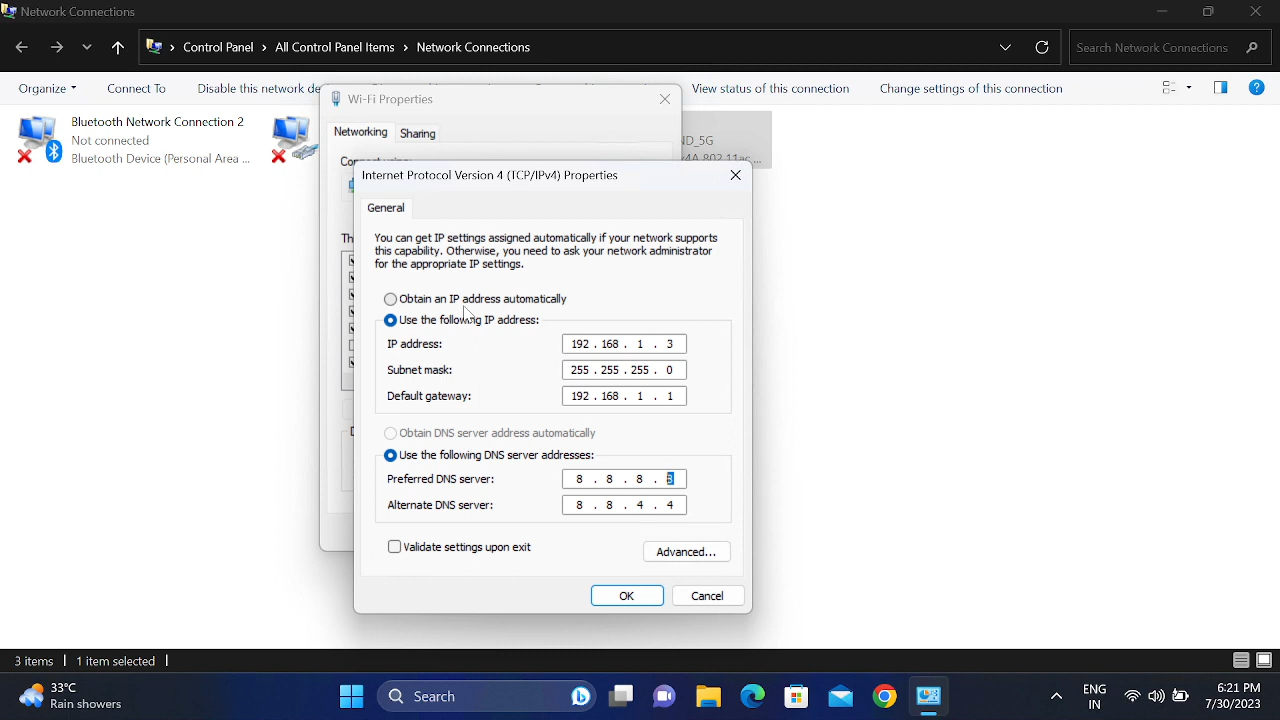 Network Connections
Control Panel > All Control Panel Items > Network Connections
Search Network Connections
Organize
Connect To
Disable this network de
View status of this connection
Change settings of this connection
Bluetooth Network Connection 2
Not connected
Bluetooth Device (Personal Area ...
ND_5G
Wi-Fi Properties
Networking
Sharing
Internet Protocol Version 4 (TCP/IPv4) Properties
General
You can get IP settings assigned automatically if your network supports
this capability. Otherwise, you need to ask your network administrator
for the appropriate IP settings.
Obtain an IP address automatically
Use the following IP address:
IP address: 192 . 168 . 1 . 3
Subnet mask: 255 . 255 . 255 . 0
Default gateway: 192 . 168 . 1 . 1
Obtain DNS server address automatically
Use the following DNS server addresses:
Preferred DNS server: 8 . 8 . 8 .
Alternate DNS server: 8 . 8 . 4 . 4
Validate settings upon exit
Advanced...
OK
Cancel
3 items
1 item selected
33°C
Rain showers
Search
ENG
IN
6:21 PM
7/30/2023